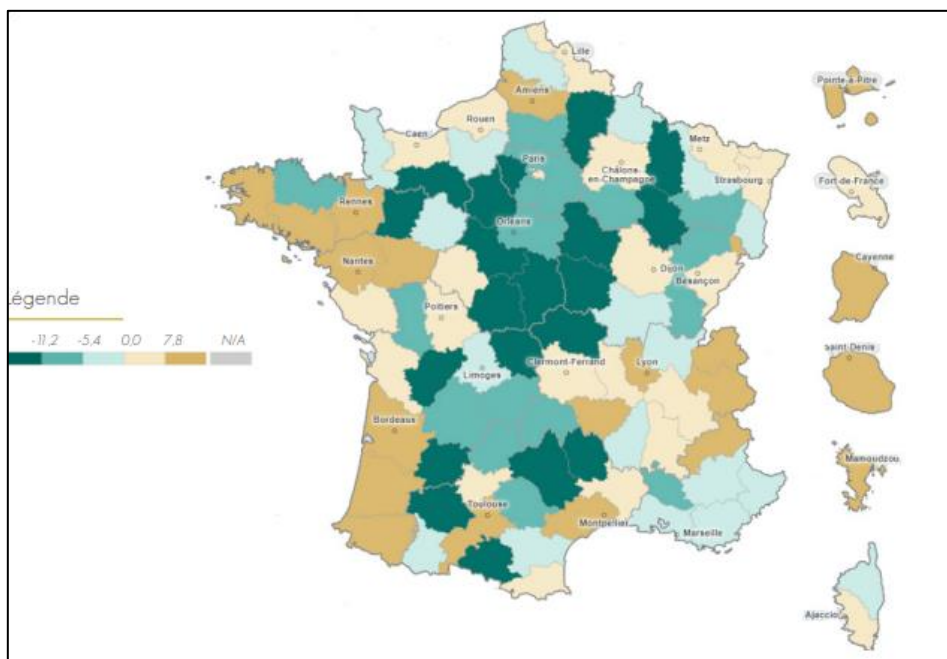 Lille
Pointe-à-Pitre
Amiens
Rouen
Caen
Metz
Paris
Châlons-
en-Champagne
Strasbourg
Fort-de-France
Rennes
Orléans
Nantes
Dijon
Besançon
Cayenne
Légende
-11,2 -5,4 0,0 7,8 N/A
Poitiers
Saint-Denis
Clermont-Ferrand
Lyon
Limoges
Bordeaux
Mamoudzou
Toulouse
Montpellier
Marseille
Ajaccio